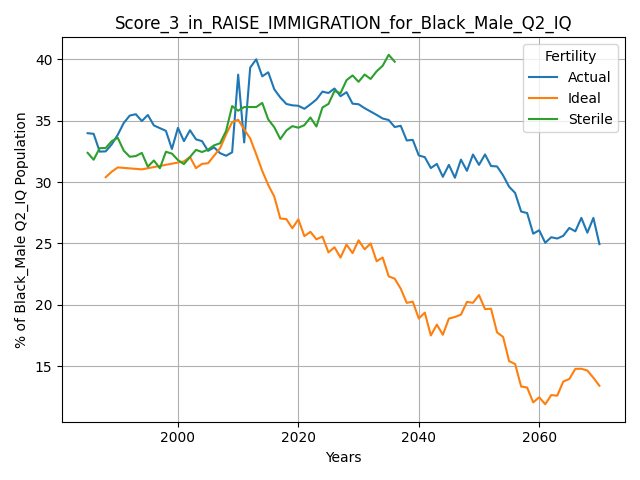 Score_3_in_RAISE_IMMIGRATION_for_Black_Male_Q2_IQ
Fertility
Actual
Ideal
Sterile
% of Black_Male Q2_IQ Population
40
35
30
25
20
15
2000
2020
2040
2060
Years